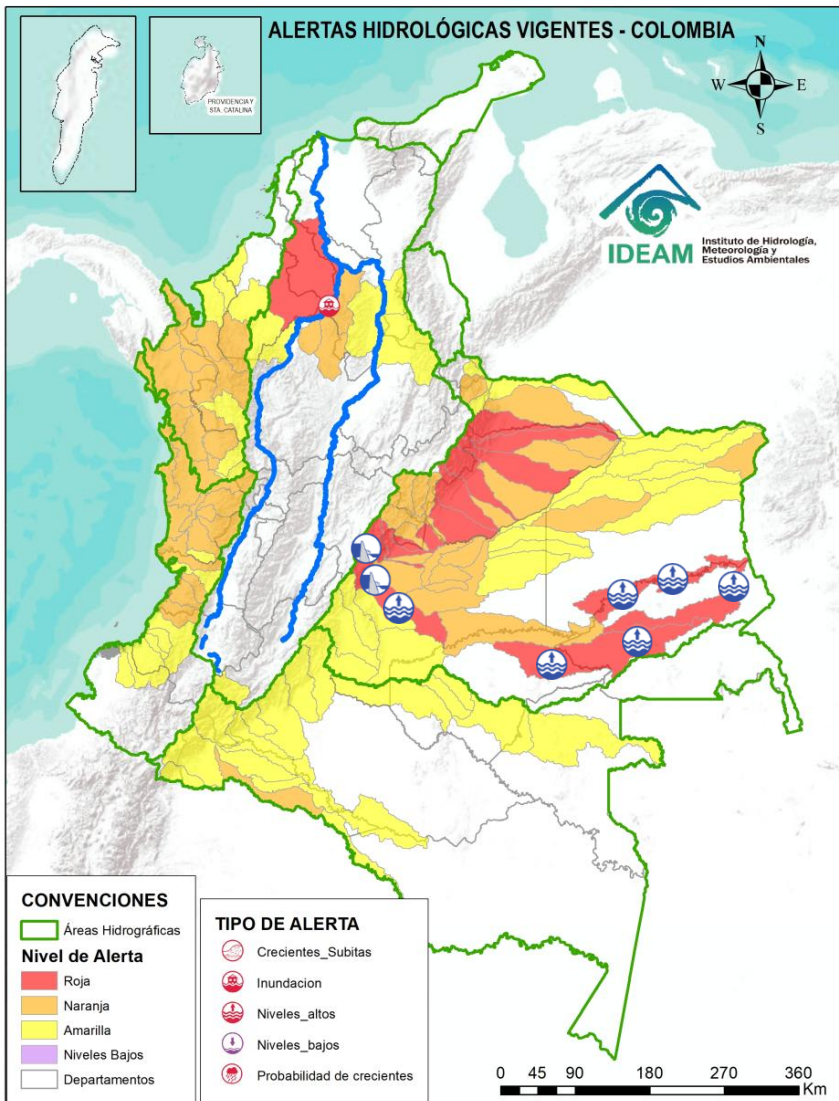 ALERTAS HIDROLÓGICAS VIGENTES - COLOMBIA
PROVIDENCIA Y
STA. CATALINA
N
W
E
S
IDEAM
Instituto de Hidrología,
Meteorología y
Estudios Ambientales
CONVENCIONES
Áreas Hidrográficas
Nivel de Alerta
Roja
Naranja
Amarilla
Niveles Bajos
Departamentos
TIPO DE ALERTA
Crecientes_Subitas
Inundacion
Niveles_altos
Niveles_bajos
Probabilidad de crecientes
0 45 90 180 270 360
Km